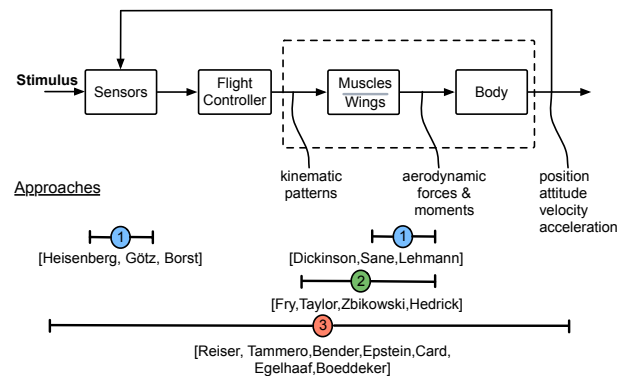 Stimulus
Sensors
Flight
Controller
Muscles
Wings
Body
kinematic
patterns
aerodynamic
forces &
moments
position
attitude
velocity
acceleration
Approaches
1
1
[Heisenberg, Götz, Borst]
[Dickinson,Sane,Lehmann]
2
[Fry,Taylor,Zbikowski,Hedrick]
3
[Reiser, Tammero,Bender,Epstein,Card,
Egelhaaf,Boeddeker]